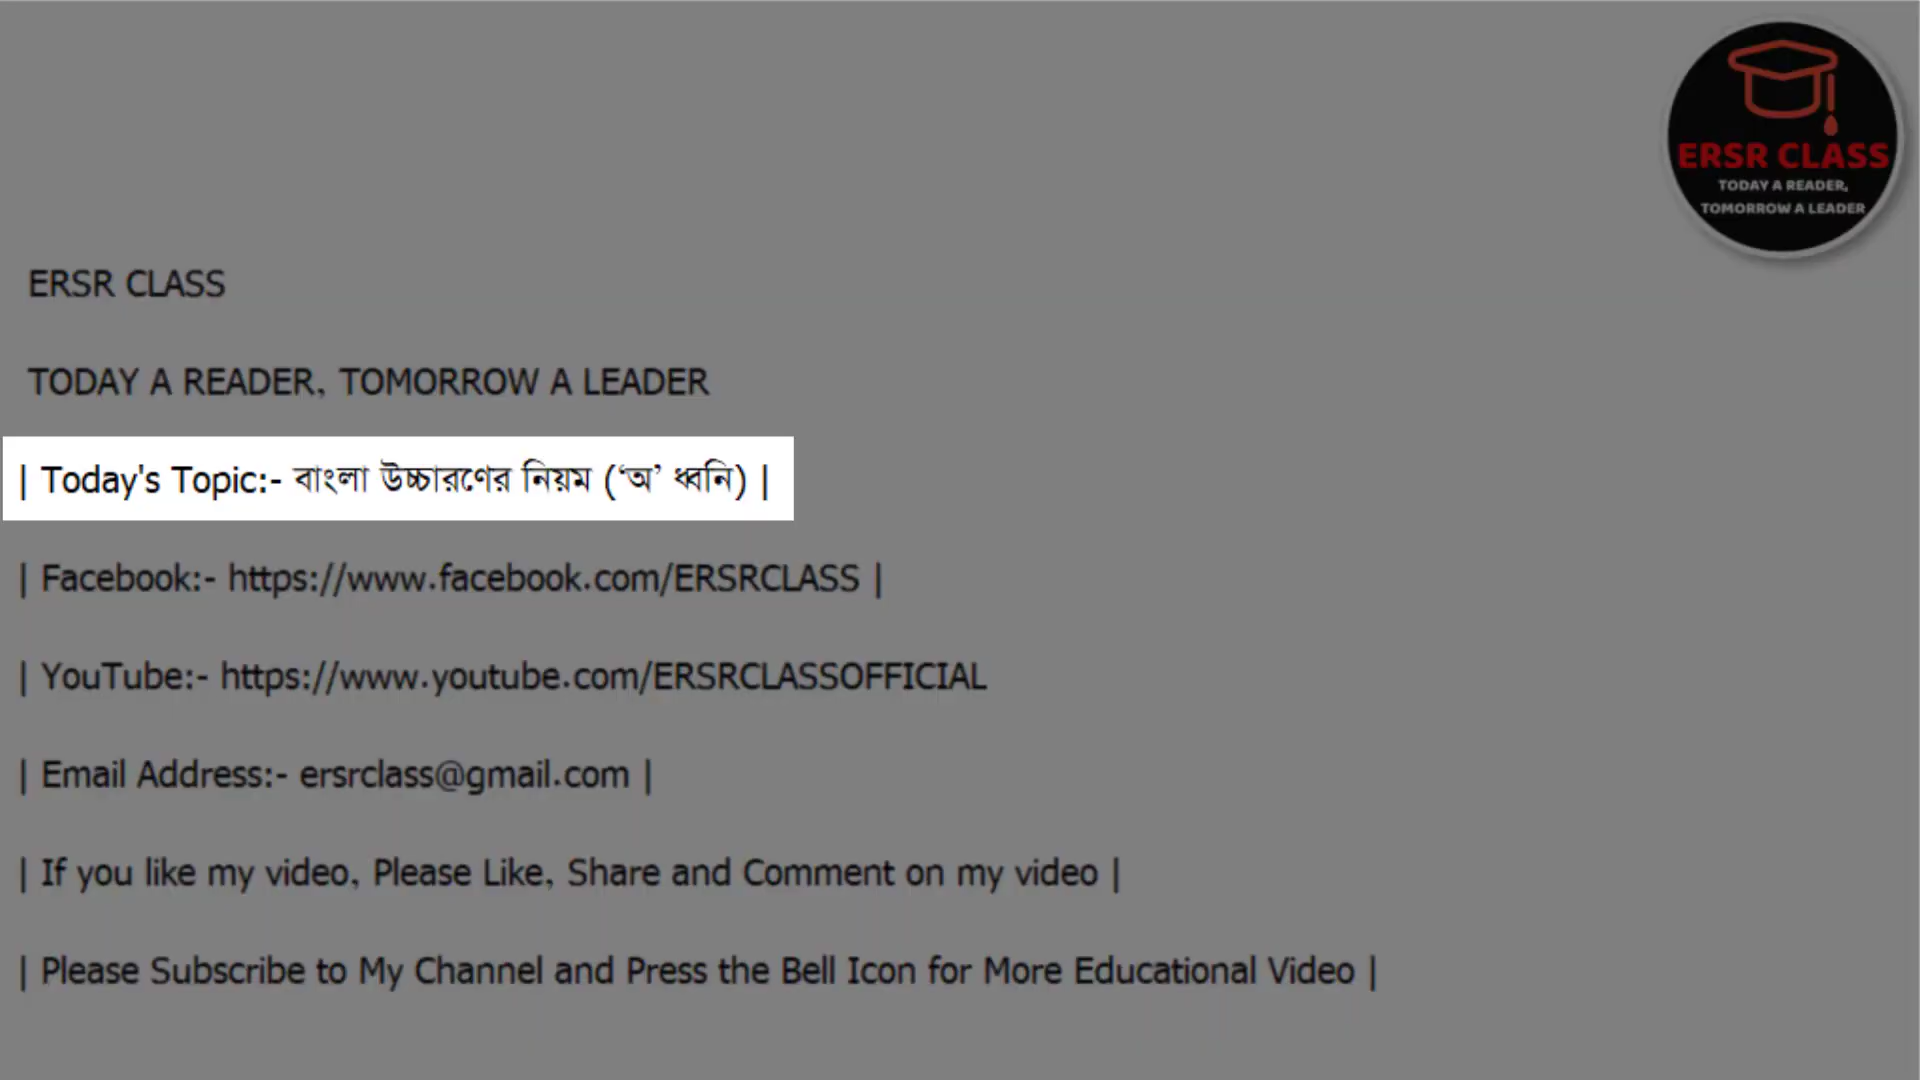 ERSR CLASS
TODAY A READER,
TOMORROW A LEADER
ERSR CLASS
TODAY A READER, TOMORROW A LEADER
| Today's Topic:- বাংলা উচ্চারণের নিয়ম (‘অ’ ধ্বনি) |
| Facebook:- https://www.facebook.com/ERSRCLASS |
| YouTube:- https://www.youtube.com/ERSRCLASSOFFICIAL
| Email Address:- ersrclass@gmail.com |
| If you like my video, Please Like, Share and Comment on my video |
| Please Subscribe to My Channel and Press the Bell Icon for More Educational Video |